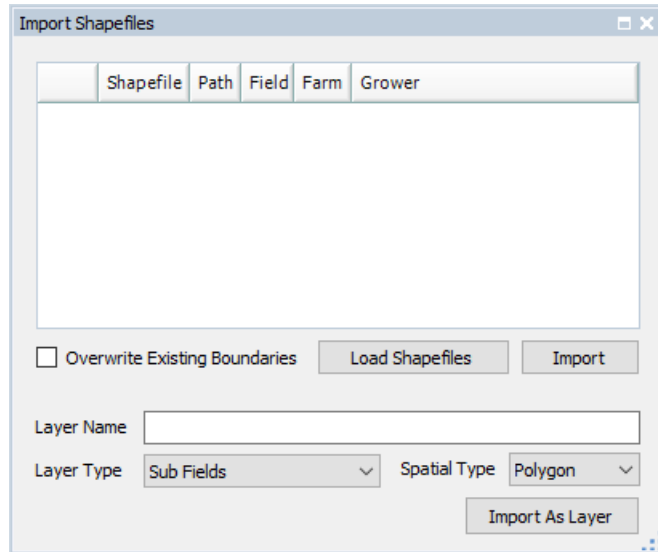 Import Shapefiles
Shapefile Path Field Farm Grower
Overwrite Existing Boundaries Load Shapefiles Import
Layer Name
Layer Type Sub Fields Spatial Type Polygon
Import As Layer